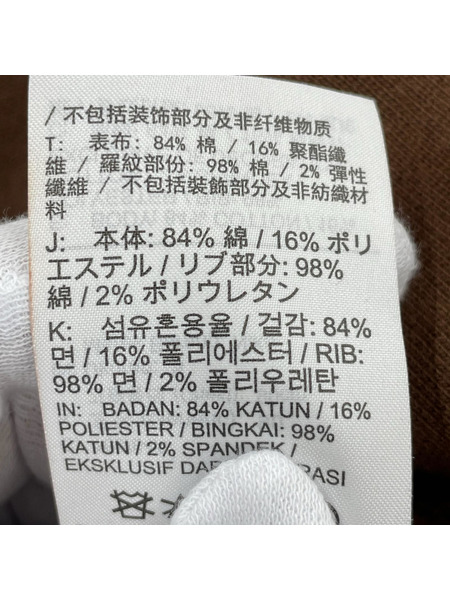 / 不包括装饰部分及非纤维物质
T: 表布: 84% 棉 / 16% 聚酯纖
維 / 羅紋部份: 98% 棉 / 2% 彈性
纖維 / 不包括裝飾部分及非紡織材
料
J: 本体: 84% 綿 / 16% ポリ
エステル / リブ部分: 98%
綿 / 2% ポリウレタン
K: 섬유혼용율 / 겉감: 84%
면 / 16% 폴리에스터 / RIB:
98% 면 / 2% 폴리우레탄
IN: BADAN: 84% KATUN / 16%
POLIESTER / BINGKAI: 98%
KATUN / 2% SPANDEK /
EKSKLUSIF